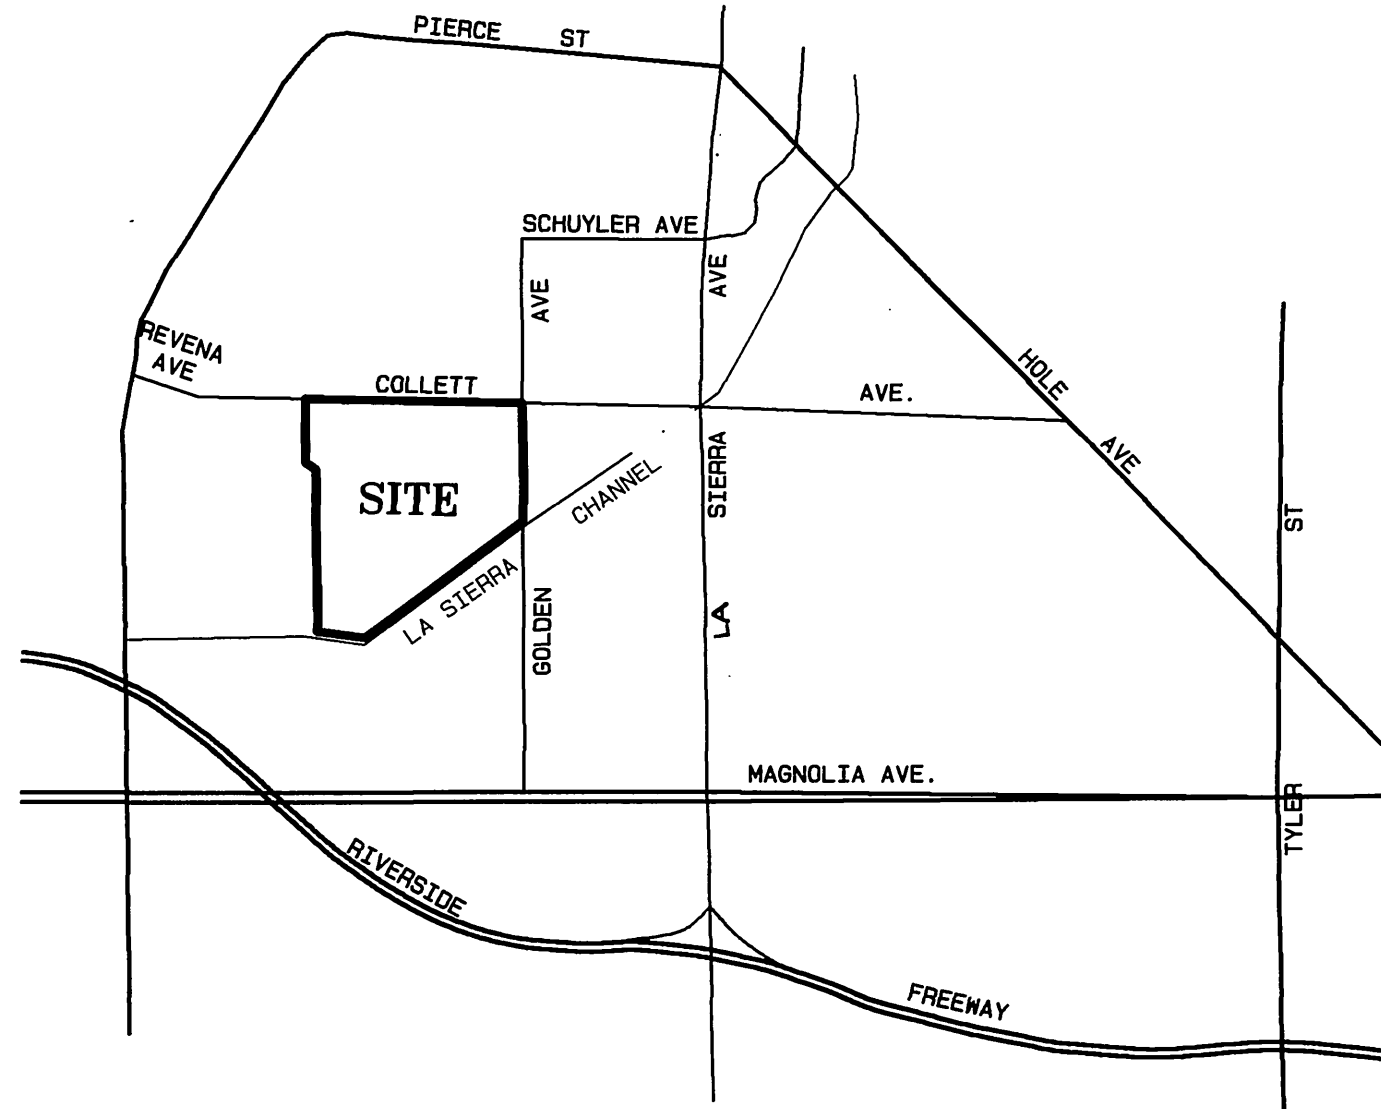 PIERCE ST
SCHUYLER AVE
AVE
AVE
REVENA
AVE
COLLETT
AVE.
HOLE
AVE
SITE
CHANNEL
SIERRA
ST
LA SIERRA
GOLDEN
LA
MAGNOLIA AVE.
TYLER
RIVERSIDE
FREEWAY